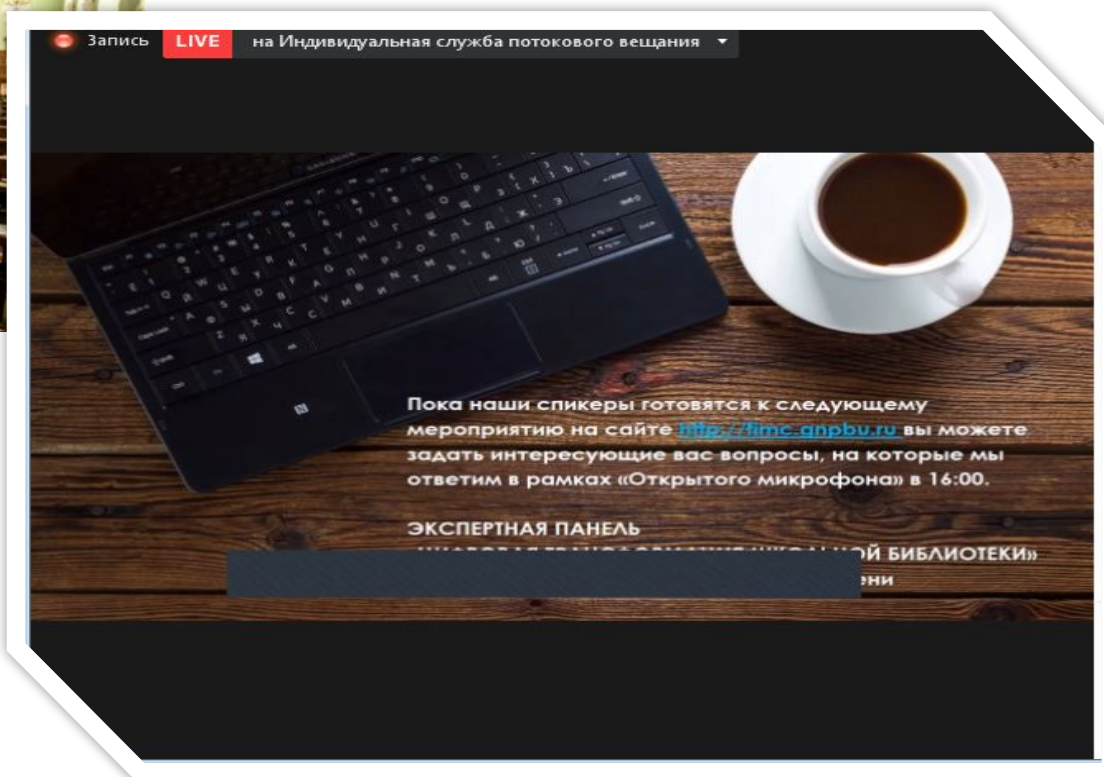 Запись LIVE на Индивидуальная служба потокового вещания
Пока наши спикеры готовятся к следующему
мероприятию на сайте http://fimc.gnpbu.ru вы можете
задать интересующие вас вопросы, на которые мы
ответим в рамках «Открытого микрофона» в 16:00.
ЭКСПЕРТНАЯ ПАНЕЛЬ
БИБЛИОТЕКИ»